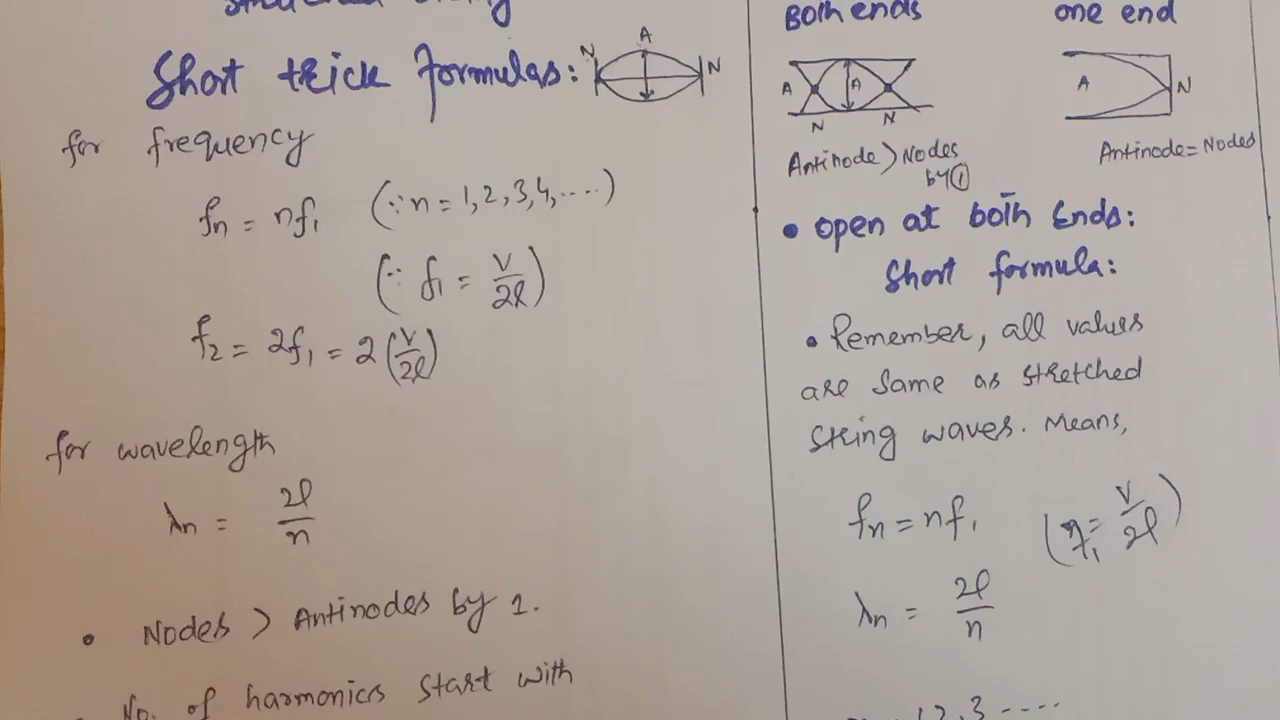 Short trick formulas:
N A N
for frequency
fn = nf1 (∵ n = 1,2,3,4,....)
(∵ f1 = v/2l)
f2 = 2f1 = 2(v/2l)
for wavelength
λn = 2l/n
• Nodes > Antinodes by 1.
No. of harmonics start with
Both ends
A A
N N
Antinode > Nodes
by 1
one end
A N
Antinode = Nodes
• open at both Ends:
Short formula:
• Remember, all values
are same as stretched
string waves. Means,
fn = nf1 (f1 = v/2l)
λn = 2l/n
1,2,3 ----